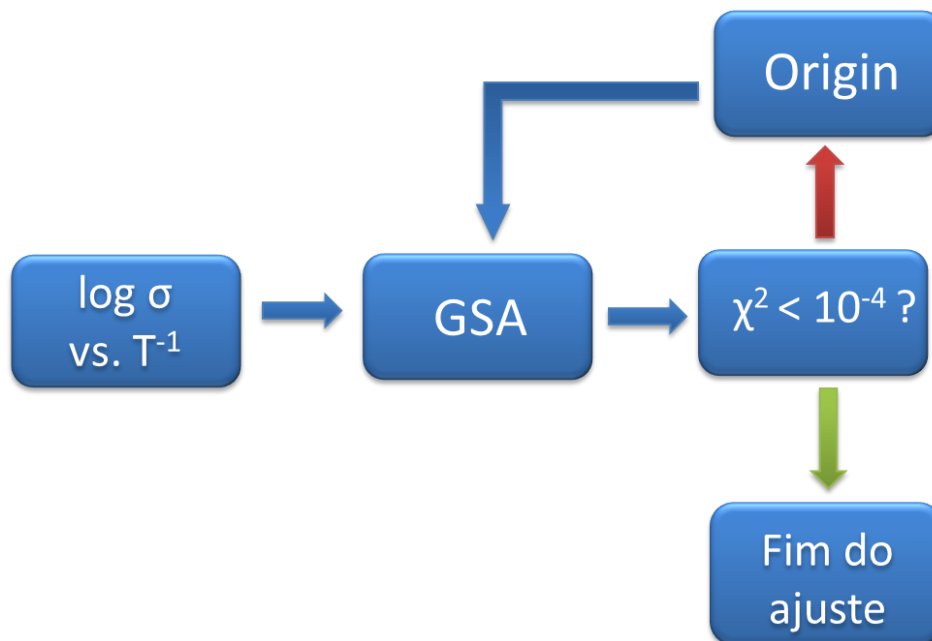 Origin
log σ
vs. T⁻¹
GSA
χ² < 10⁻⁴ ?
Fim do
ajuste